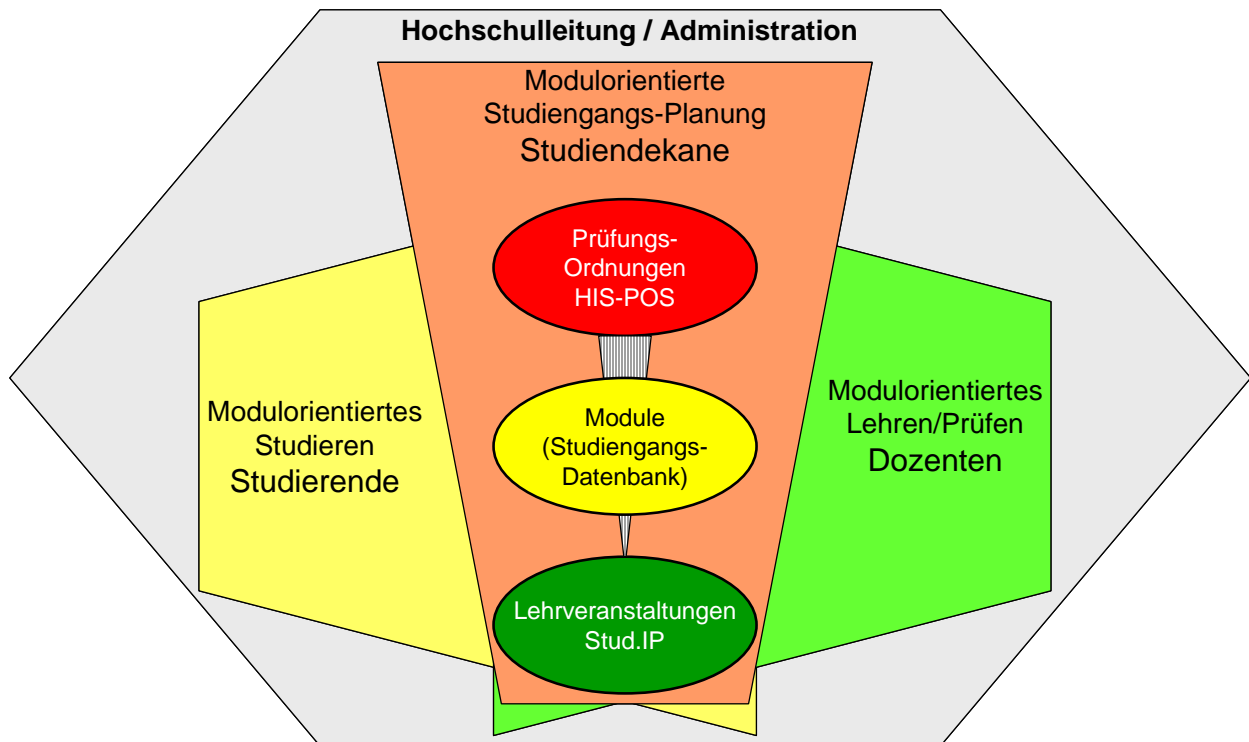 Hochschulleitung / Administration
Modulorientierte
Studiengangs-Planung
Studiendekane
Prüfungs-
Ordnungen
HIS-POS
Modulorientiertes
Studieren
Studierende
Module
(Studiengangs-
Datenbank)
Modulorientiertes
Lehren/Prüfen
Dozenten
Lehrveranstaltungen
Stud.IP